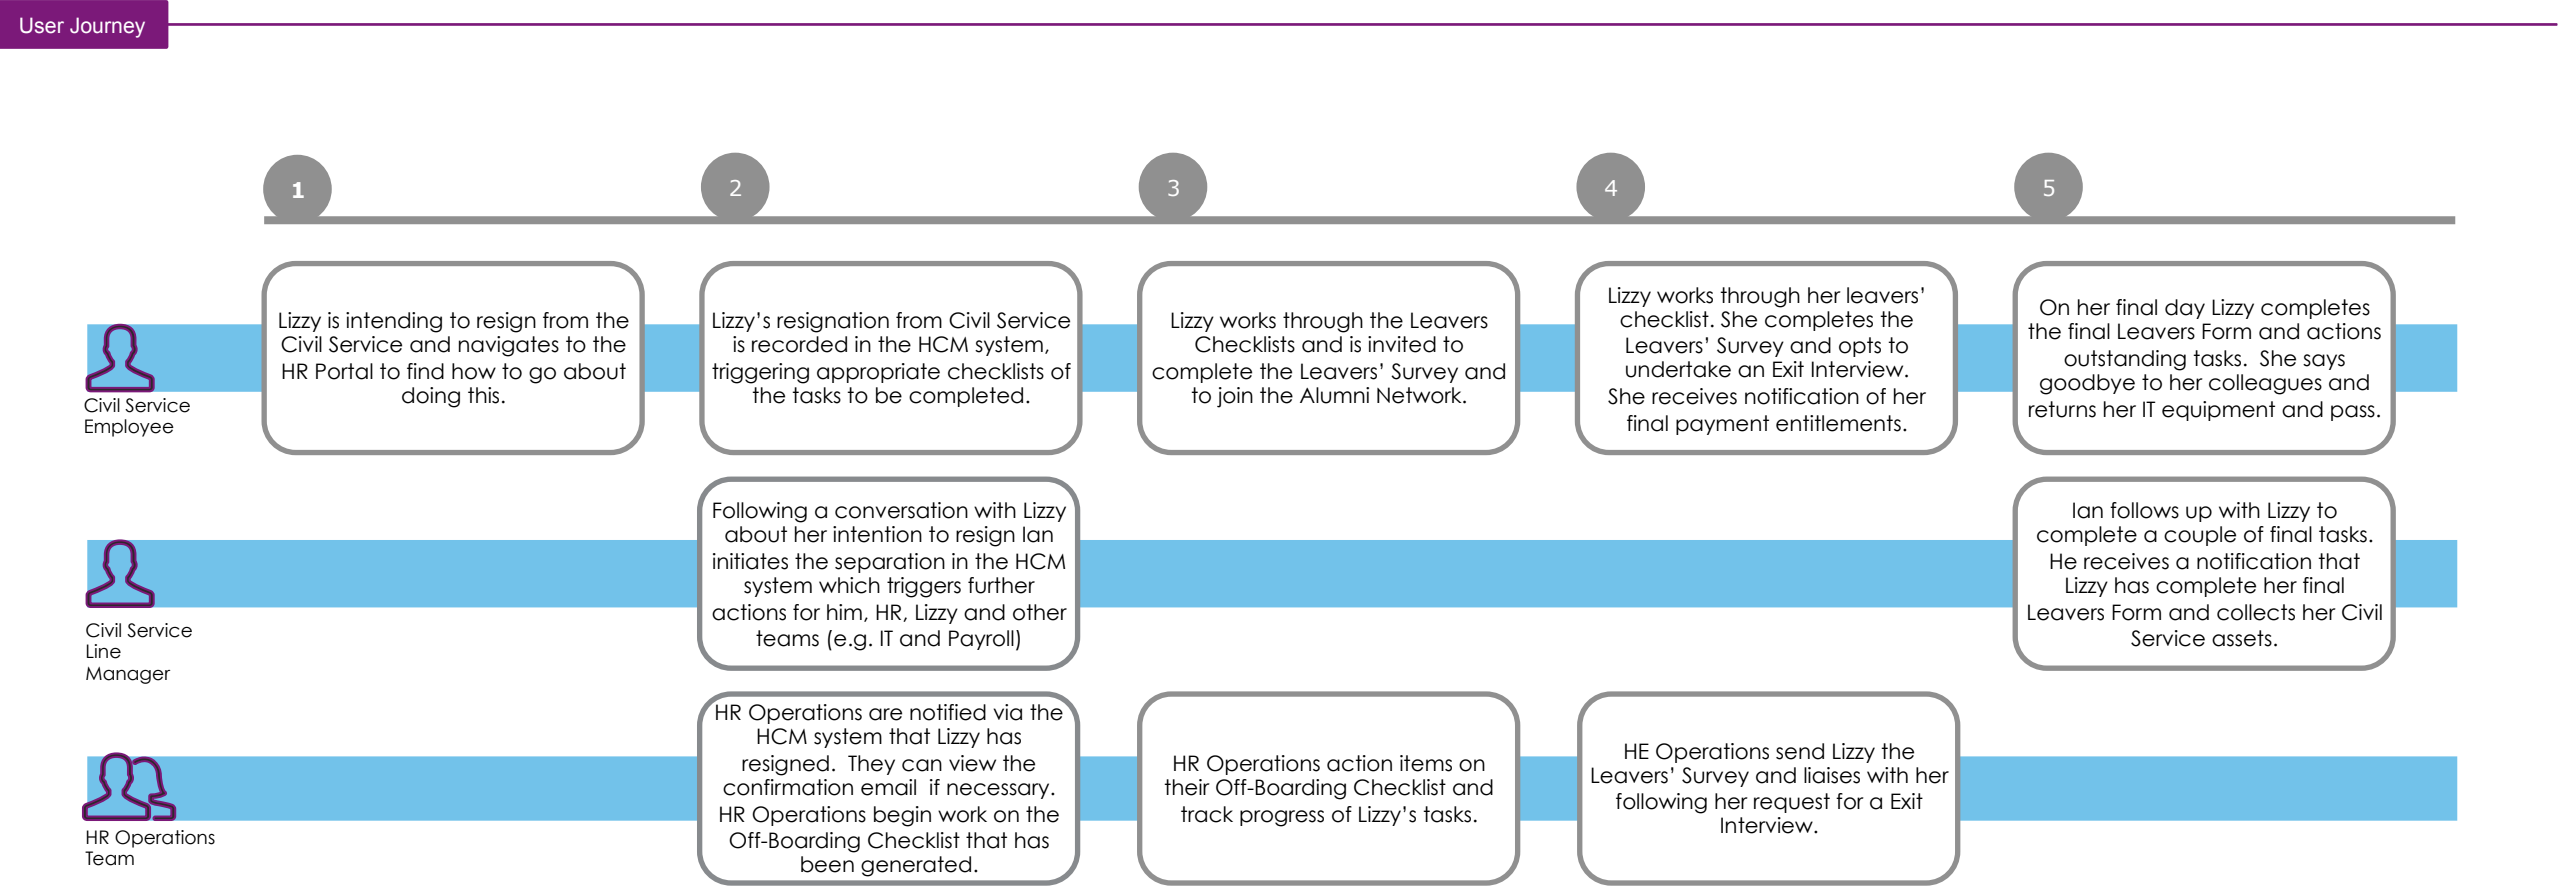 User Journey
1
2
3
4
5
Civil Service
Employee
Lizzy is intending to resign from the
Civil Service and navigates to the
HR Portal to find how to go about
doing this.
Lizzy’s resignation from Civil Service
is recorded in the HCM system,
triggering appropriate checklists of
the tasks to be completed.
Lizzy works through the Leavers
Checklists and is invited to
complete the Leavers’ Survey and
to join the Alumni Network.
Lizzy works through her leavers’
checklist. She completes the
Leavers’ Survey and opts to
undertake an Exit Interview.
She receives notification of her
final payment entitlements.
On her final day Lizzy completes
the final Leavers Form and actions
outstanding tasks.  She says
goodbye to her colleagues and
returns her IT equipment and pass.
Civil Service
Line
Manager
Following a conversation with Lizzy
about her intention to resign Ian
initiates the separation in the HCM
system which triggers further
actions for him, HR, Lizzy and other
teams (e.g. IT and Payroll)
Ian follows up with Lizzy to
complete a couple of final tasks.
He receives a notification that
Lizzy has complete her final
Leavers Form and collects her Civil
Service assets.
HR Operations
Team
HR Operations are notified via the
HCM system that Lizzy has
resigned.  They can view the
confirmation email  if necessary.
HR Operations begin work on the
Off-Boarding Checklist that has
been generated.
HR Operations action items on
their Off-Boarding Checklist and
track progress of Lizzy’s tasks.
HE Operations send Lizzy the
Leavers’ Survey and liaises with her
following her request for a Exit
Interview.